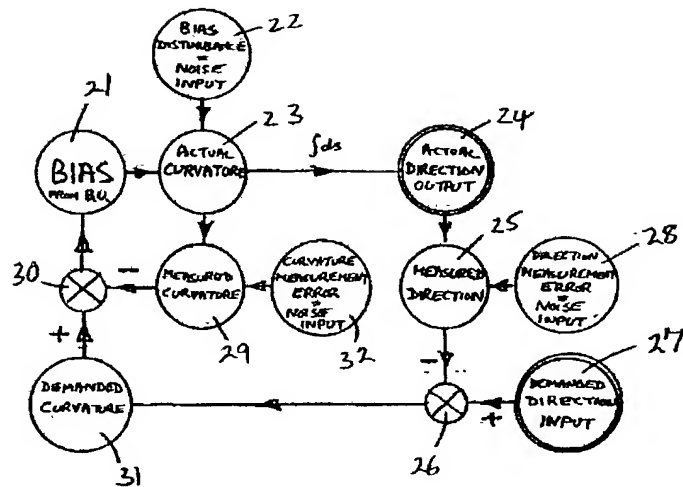 22
BIAS
DISTURBANCE
=
NOISE
INPUT
21
23
24
BIAS
FROM B.U.
ACTUAL
CURVATURE
∫ds
ACTUAL
DIRECTION
OUTPUT
25
28
30
-
MEASURED
CURVATURE
CURVATURE
MEASUREMENT
ERROR
=
NOISE
INPUT
MEASURED
DIRECTION
DIRECTION
MEASUREMENT
ERROR
=
NOISE
INPUT
29
32
27
+
-
DEMANDED
CURVATURE
+
DEMANDED
DIRECTION
INPUT
31
26